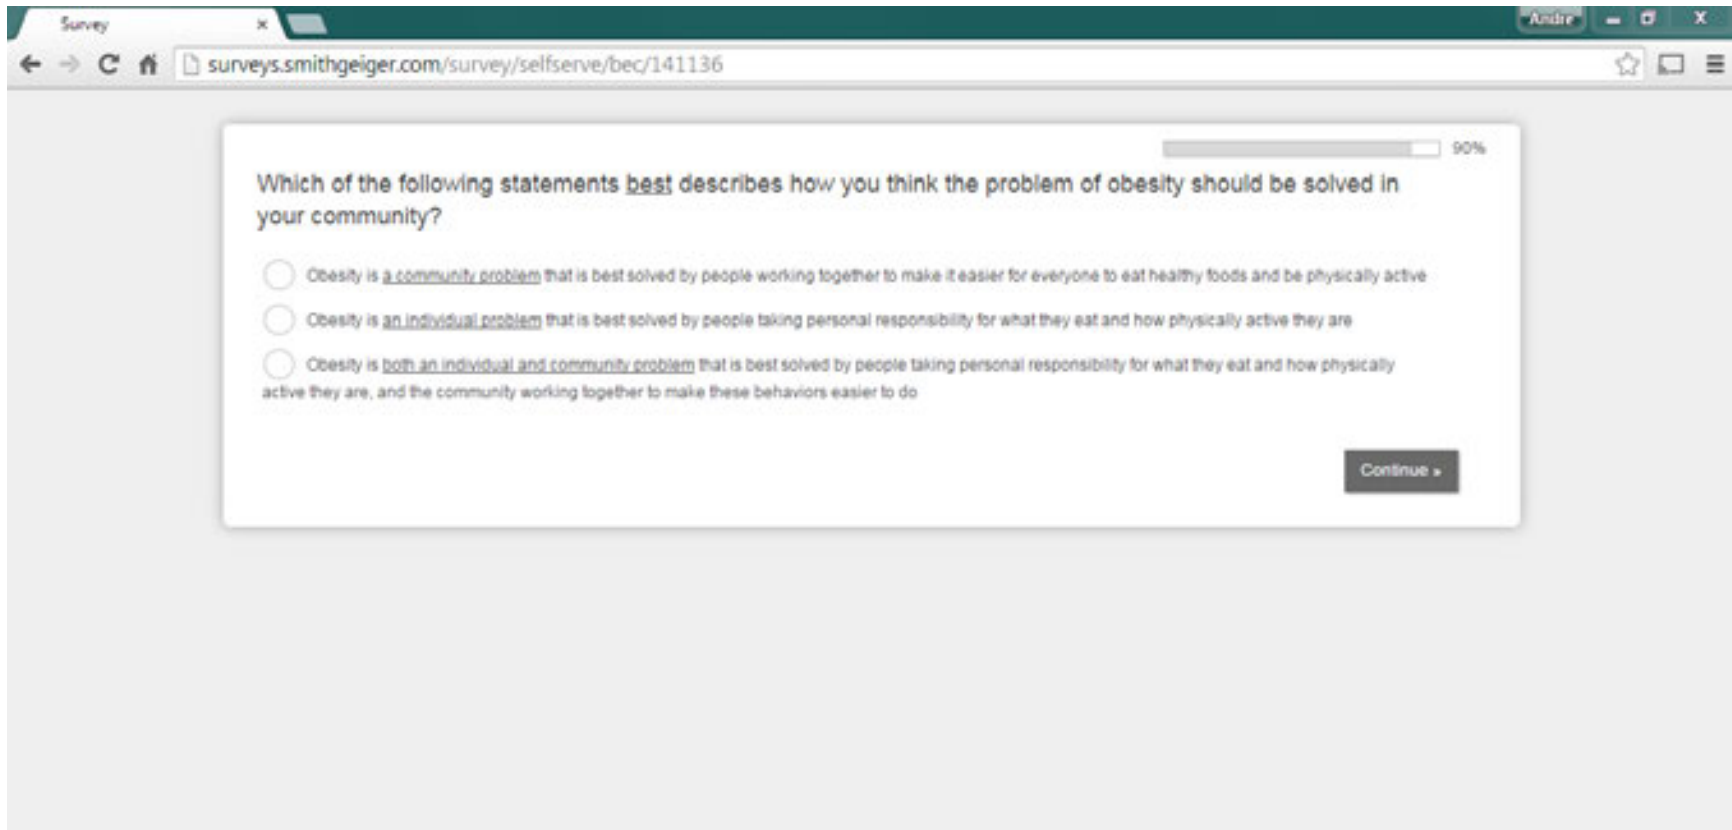 Survey
Andre
surveys.smithgeiger.com/survey/selfserve/bec/141136
90%
Which of the following statements best describes how you think the problem of obesity should be solved in
your community?
Obesity is a community problem that is best solved by people working together to make it easier for everyone to eat healthy foods and be physically active
Obesity is an individual problem that is best solved by people taking personal responsibility for what they eat and how physically active they are
Obesity is both an individual and community problem that is best solved by people taking personal responsibility for what they eat and how physically
active they are, and the community working together to make these behaviors easier to do
Continue »